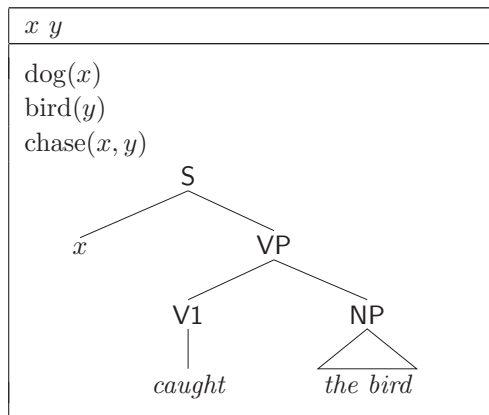 x y
dog(x)
bird(y)
chase(x, y)
S
x VP
V1 NP
caught the bird